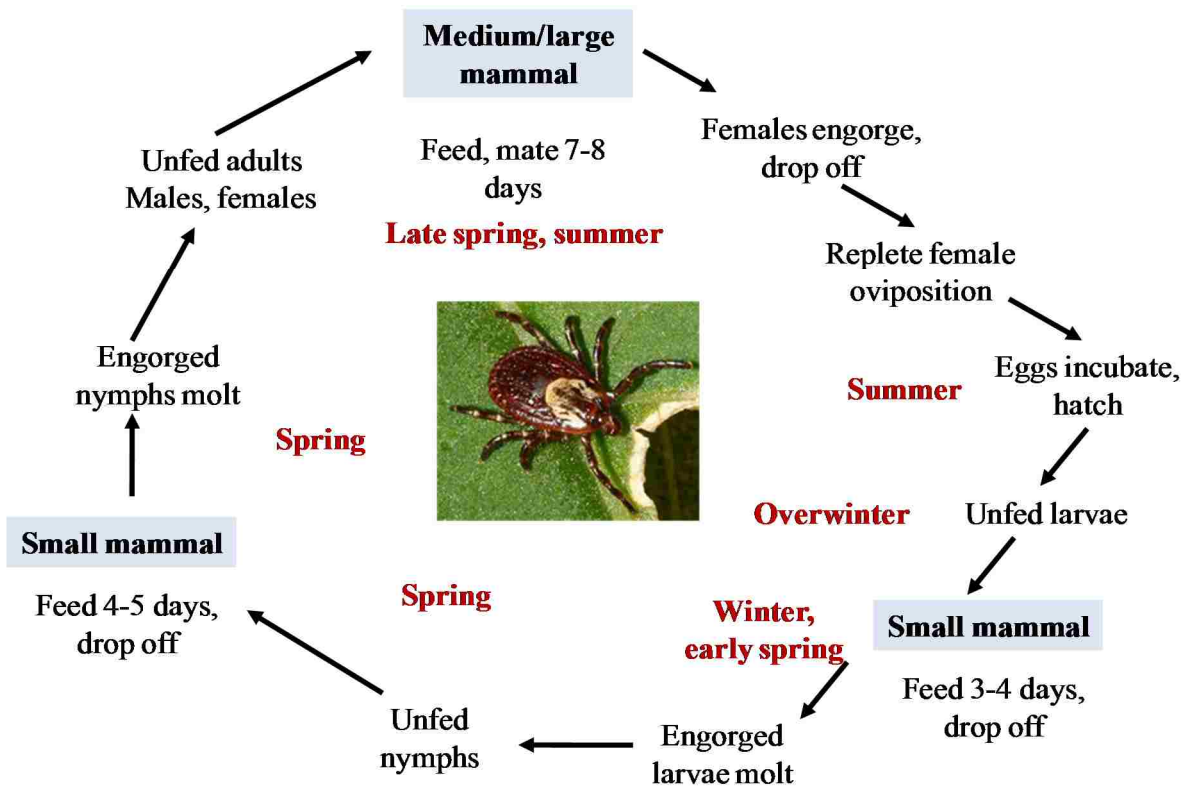 Medium/large
mammal
Feed, mate 7-8
days
Late spring, summer
Females engorge,
drop off
Replete female
oviposition
Summer
Eggs incubate,
hatch
Overwinter
Unfed larvae
Small mammal
Feed 3-4 days,
drop off
Winter,
early spring
Engorged
larvae molt
Unfed
nymphs
Spring
Small mammal
Feed 4-5 days,
drop off
Spring
Engorged
nymphs molt
Unfed adults
Males, females